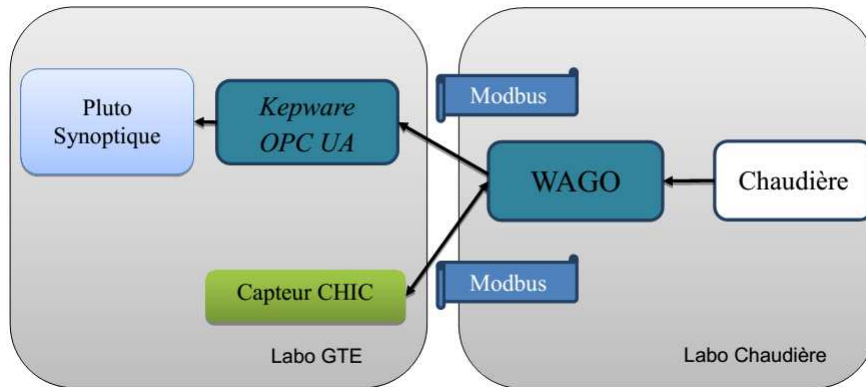 Pluto
Synoptique
Kepware
OPC UA
Modbus
WAGO
Chaudière
Capteur CHIC
Modbus
Labo GTE
Labo Chaudière